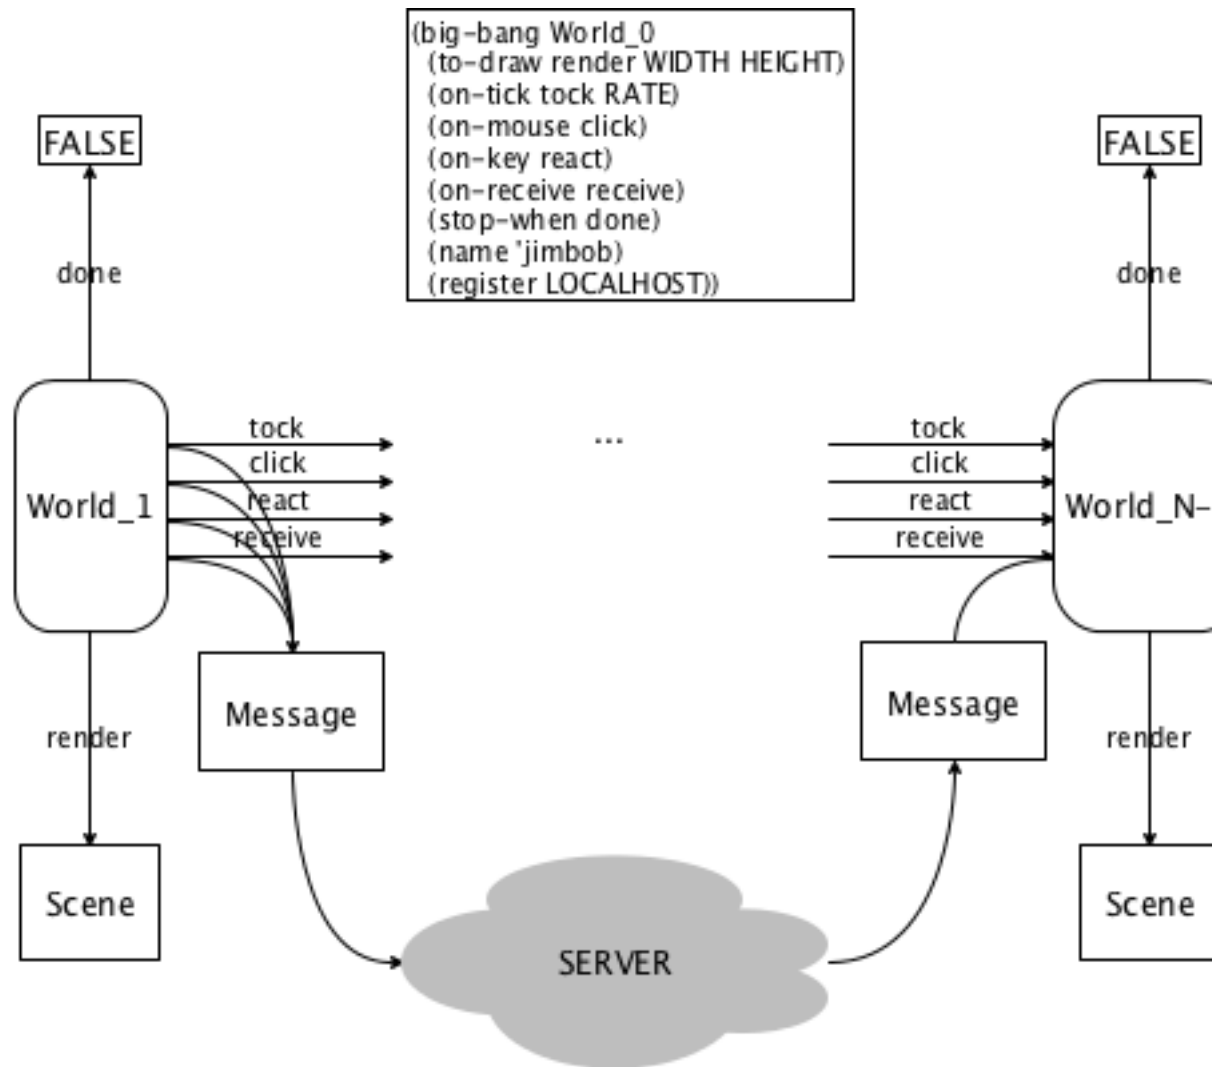 (big-bang World_0
(to-draw render WIDTH HEIGHT)
(on-tick tock RATE)
(on-mouse click)
(on-key react)
(on-receive receive)
(stop-when done)
(name 'jimbob)
(register LOCALHOST))
FALSE
FALSE
done
done
tock
click
react
receive
...
tock
click
react
receive
World_1
World_N-
Message
Message
render
render
Scene
Scene
SERVER